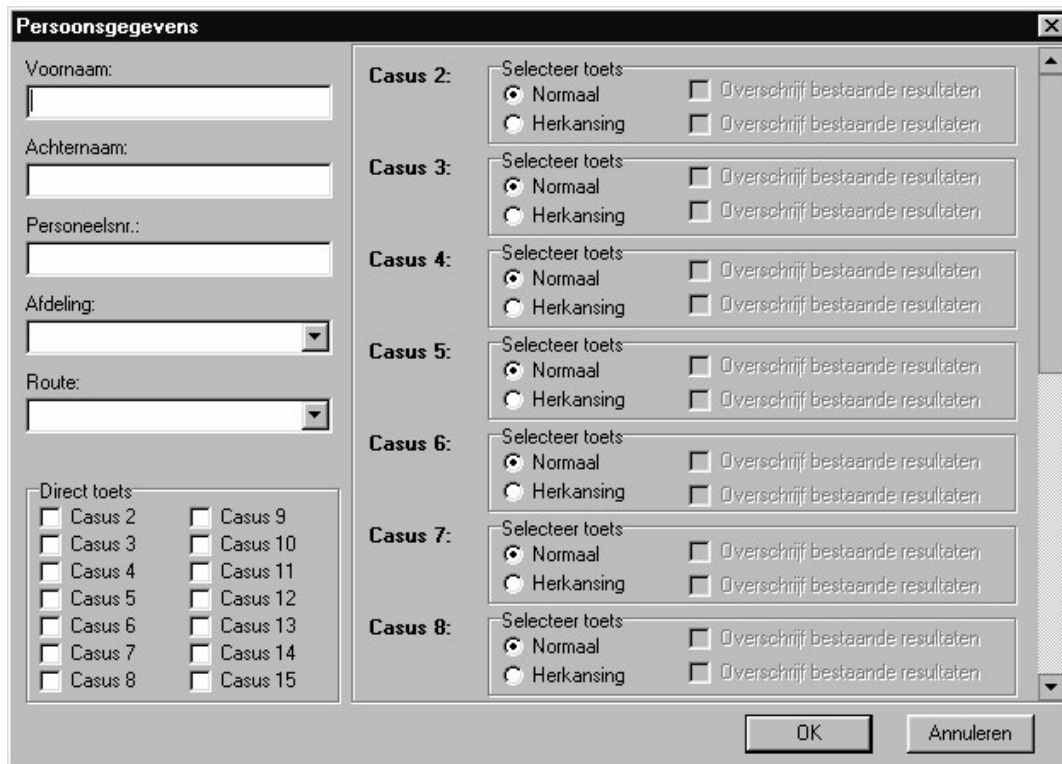 Persoonsgegevens
Voornaam:
Achternaam:
Personeelsnr.:
Afdeling:
Route:
Direct toets
Casus 2 Casus 9
Casus 3 Casus 10
Casus 4 Casus 11
Casus 5 Casus 12
Casus 6 Casus 13
Casus 7 Casus 14
Casus 8 Casus 15
Casus 2:
Selecteer toets
Normaal Overschrijf bestaande resultaten
Herkansing Overschrijf bestaande resultaten
Casus 3:
Selecteer toets
Normaal Overschrijf bestaande resultaten
Herkansing Overschrijf bestaande resultaten
Casus 4:
Selecteer toets
Normaal Overschrijf bestaande resultaten
Herkansing Overschrijf bestaande resultaten
Casus 5:
Selecteer toets
Normaal Overschrijf bestaande resultaten
Herkansing Overschrijf bestaande resultaten
Casus 6:
Selecteer toets
Normaal Overschrijf bestaande resultaten
Herkansing Overschrijf bestaande resultaten
Casus 7:
Selecteer toets
Normaal Overschrijf bestaande resultaten
Herkansing Overschrijf bestaande resultaten
Casus 8:
Selecteer toets
Normaal Overschrijf bestaande resultaten
Herkansing Overschrijf bestaande resultaten
OK Annuleren